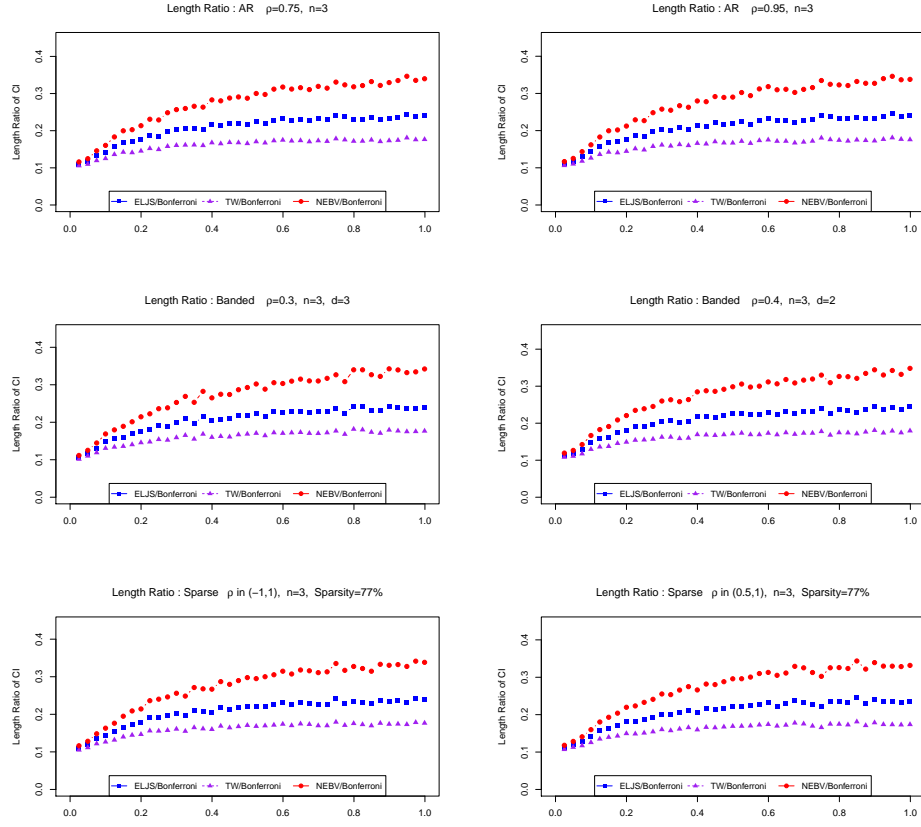 Length Ratio : AR ρ=0.75, n=3
Length Ratio of CI
0.0 0.1 0.2 0.3 0.4
ELJS/Bonferroni TW/Bonferroni NEBV/Bonferroni
0.0 0.2 0.4 0.6 0.8 1.0
Length Ratio : AR ρ=0.95, n=3
Length Ratio of CI
0.0 0.1 0.2 0.3 0.4
ELJS/Bonferroni TW/Bonferroni NEBV/Bonferroni
0.0 0.2 0.4 0.6 0.8 1.0
Length Ratio : Banded ρ=0.3, n=3, d=3
Length Ratio of CI
0.0 0.1 0.2 0.3 0.4
ELJS/Bonferroni TW/Bonferroni NEBV/Bonferroni
0.0 0.2 0.4 0.6 0.8 1.0
Length Ratio : Banded ρ=0.4, n=3, d=2
Length Ratio of CI
0.0 0.1 0.2 0.3 0.4
ELJS/Bonferroni TW/Bonferroni NEBV/Bonferroni
0.0 0.2 0.4 0.6 0.8 1.0
Length Ratio : Sparse ρ in (−1,1), n=3, Sparsity=77%
Length Ratio of CI
0.0 0.1 0.2 0.3 0.4
ELJS/Bonferroni TW/Bonferroni NEBV/Bonferroni
0.0 0.2 0.4 0.6 0.8 1.0
Length Ratio : Sparse ρ in (0.5,1), n=3, Sparsity=77%
Length Ratio of CI
0.0 0.1 0.2 0.3 0.4
ELJS/Bonferroni TW/Bonferroni NEBV/Bonferroni
0.0 0.2 0.4 0.6 0.8 1.0